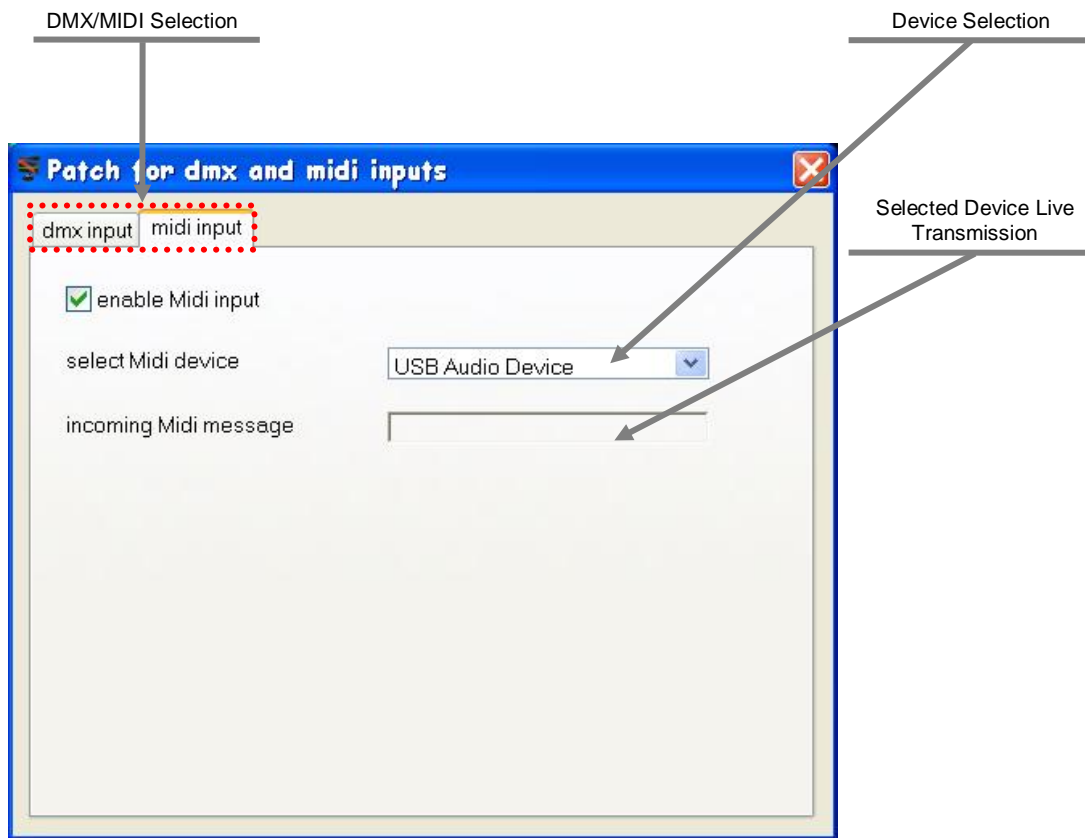 DMX/MIDI Selection
Device Selection
Patch for dmx and midi inputs
Selected Device Live
Transmission
dmx input
midi input
enable Midi input
select Midi device
USB Audio Device
incoming Midi message